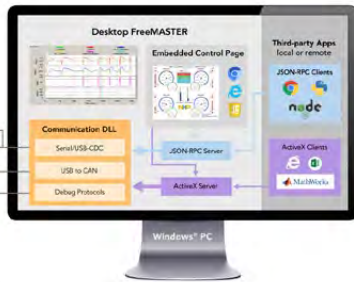 Desktop FreeMASTER
Embedded Control Page
Third-party Apps
local or remote
JSON-RPC Clients
node
Communication DLL
Serial/USB-CDC
USB to CAN
Debug Protocols
JSON-RPC Server
ActiveX Server
ActiveX Clients
MathWorks
Windows® PC